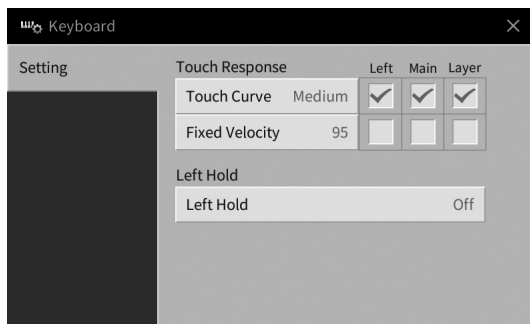 Keyboard
Setting
Touch Response Left Main Layer
Touch Curve Medium
Fixed Velocity 95
Left Hold
Left Hold Off